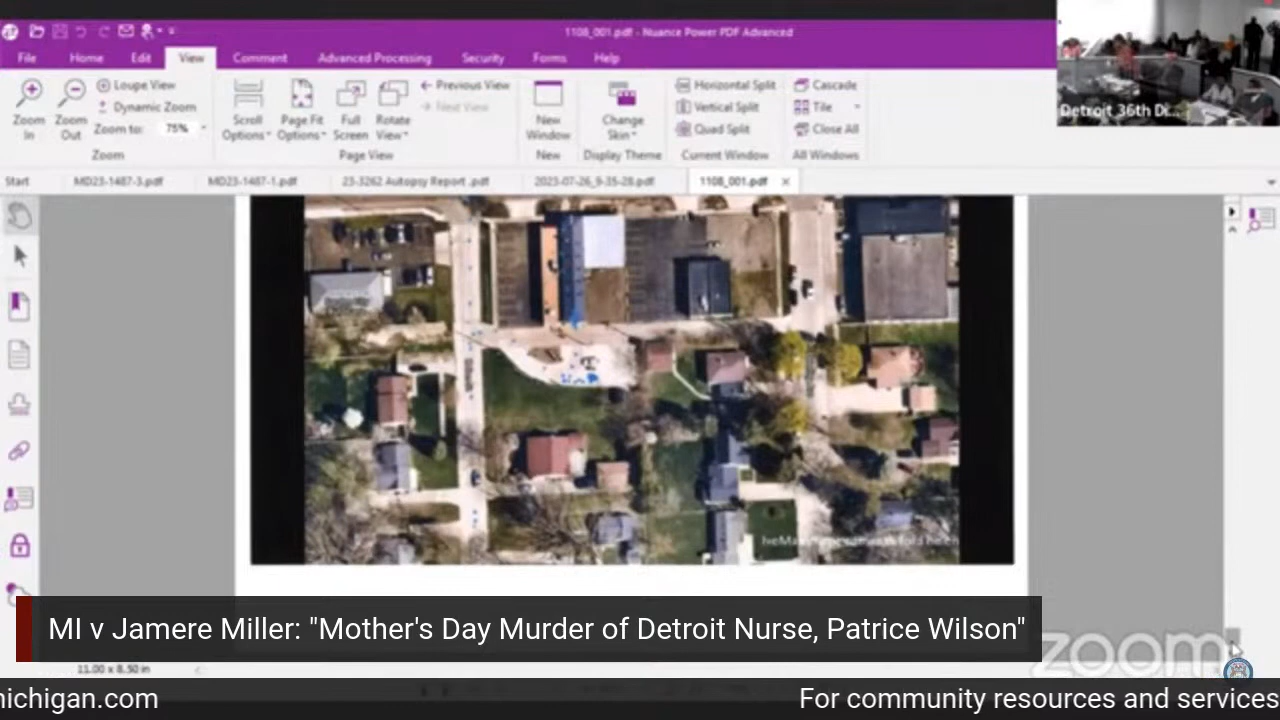 1108_001.pdf - Nuance Power PDF Advanced
File Home Edit View Comment Advanced Processing Security Forms Help
Zoom In
Zoom Out
Loupe View
Dynamic Zoom
Zoom to: 75%
Zoom
Scroll Options
Page Fit Options
Full Screen
Rotate View
Previous View
Next View
Page View
New Window
New
Change Skin
Display Theme
Horizontal Split
Vertical Split
Quad Split
Current Window
Cascade
Tile
Close All
All Windows
Detroit 36th Di...
Start MD23-1487-3.pdf MD23-1487-1.pdf 23-3262 Autopsy Report .pdf 2023-07-26_9-35-28.pdf 1108_001.pdf
MI v Jamere Miller: "Mother's Day Murder of Detroit Nurse, Patrice Wilson"
zoom
11.00 x 8.50 in
nichigan.com For community resources and services